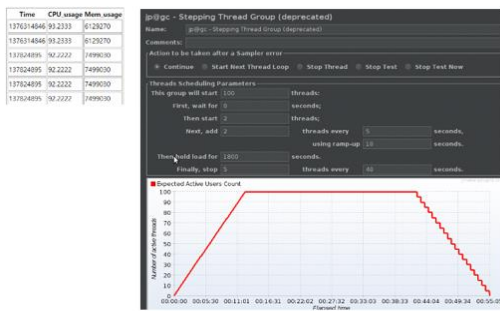 Time CPU_usage Mem_usage
1376314846 93.2333 6129270
1376314846 93.2333 6129270
137824895 92.2222 7499030
137824895 92.2222 7499030
137824895 92.2222 7499030
137824895 92.2222 7499030
jp@gc - Stepping Thread Group (deprecated)
Name: jp@gc - Stepping Thread Group (deprecated)
Comments:
Action to be taken after a Sampler error
Continue Start Next Thread Loop Stop Thread Stop Test Stop Test Now
Threads Scheduling Parameters
This group will start 100 threads:
First, wait for 0 seconds;
Then start 2 threads;
Next, add 2 threads every 5 seconds,
using ramp-up 10 seconds.
Then hold load for 1800 seconds.
Finally, stop 5 threads every 40 seconds.
Expected Active Users Count
100
90
80
70
60
50
40
30
20
10
0
Number of active threads
00:00:00 00:05:30 00:11:01 00:16:31 00:22:02 00:27:32 00:33:03 00:38:33 00:44:04 00:49:34 00:55:05
Elapsed time